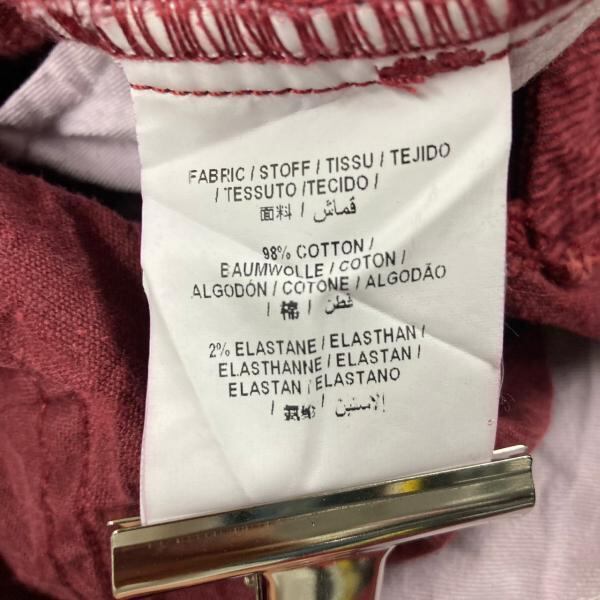 FABRIC / STOFF / TISSU / TEJIDO
/ TESSUTO /TECIDO /
面料 / قماش /
98% COTTON /
BAUMWOLLE / COTON /
ALGODÓN / COTONE / ALGODÃO
/ 棉 / قطن /
2% ELASTANE / ELASTHAN /
ELASTHANNE / ELASTAN /
ELASTAN / ELASTANO
/ / /